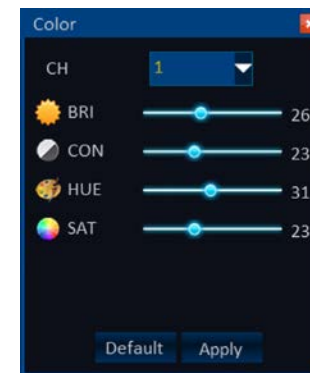 Color
CH 1
BRI 26
CON 23
HUE 31
SAT 23
Default Apply